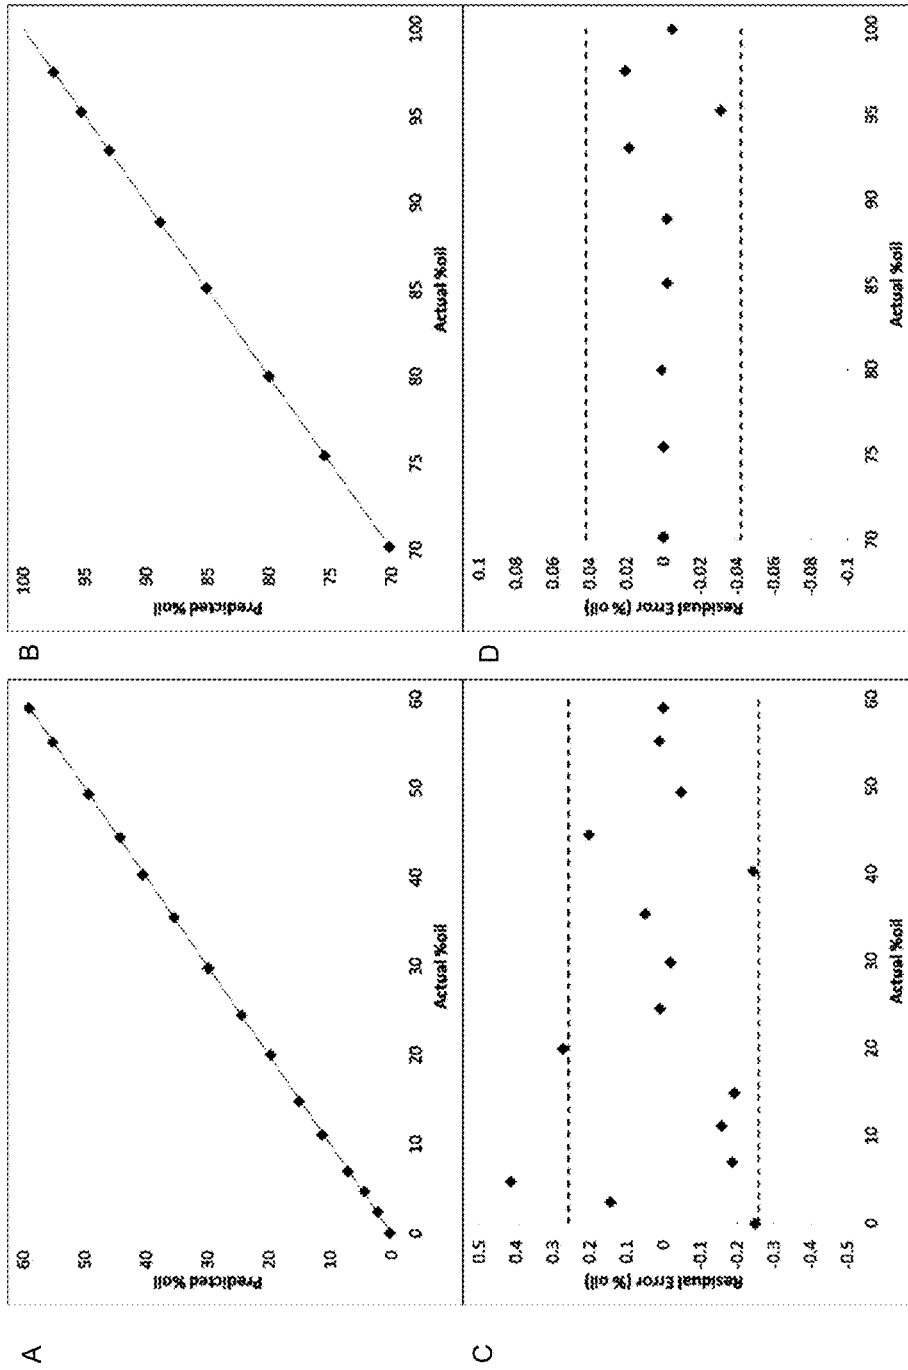 A
60
50
40
30
20
10
0
Predicted %oil
0 10 20 30 40 50 60
Actual %oil
B
100
95
90
85
80
75
70
Predicted %oil
70 75 80 85 90 95 100
Actual %oil
C
0.5
0.4
0.3
0.2
0.1
0
-0.1
-0.2
-0.3
-0.4
-0.5
Residual Error (% oil)
0 10 20 30 40 50 60
Actual %oil
D
0.1
0.08
0.06
0.04
0.02
0
-0.02
-0.04
-0.06
-0.08
-0.1
Residual Error (% oil)
70 75 80 85 90 95 100
Actual %oil